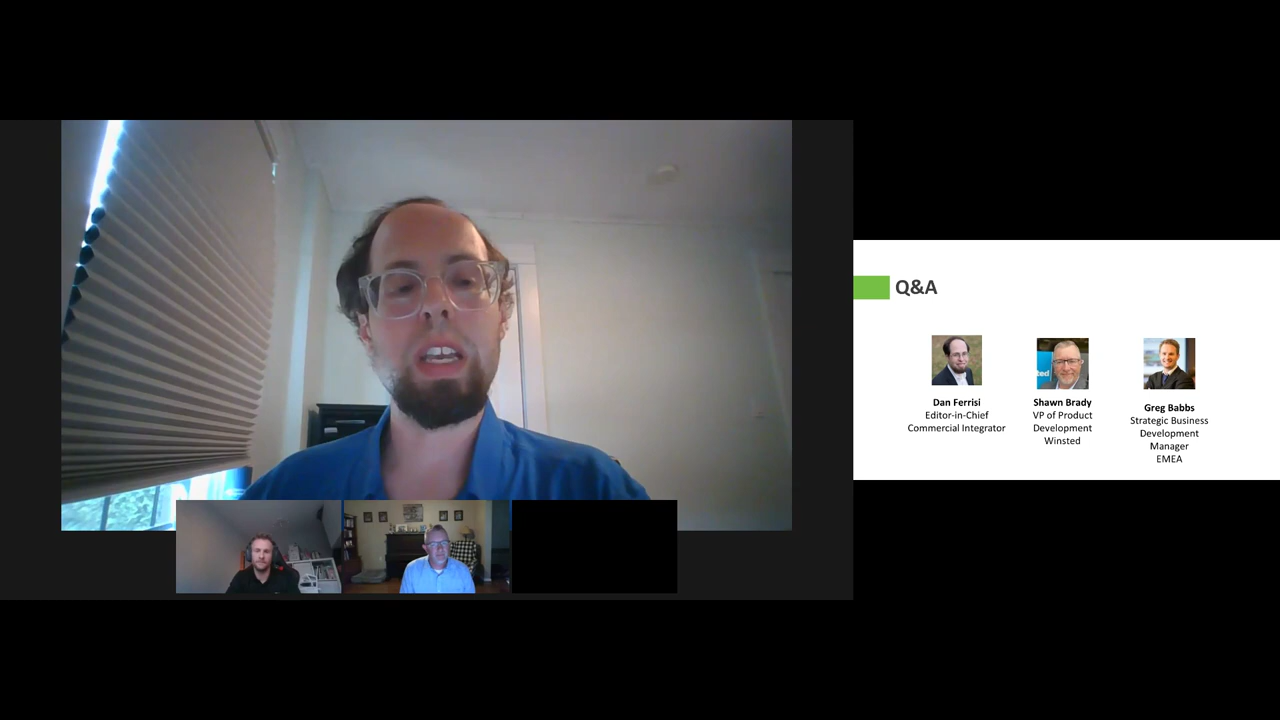 Q&A
Dan Ferrisi
Editor-in-Chief
Commercial Integrator
ted
Shawn Brady
VP of Product
Development
Winsted
Greg Babbs
Strategic Business
Development
Manager
EMEA